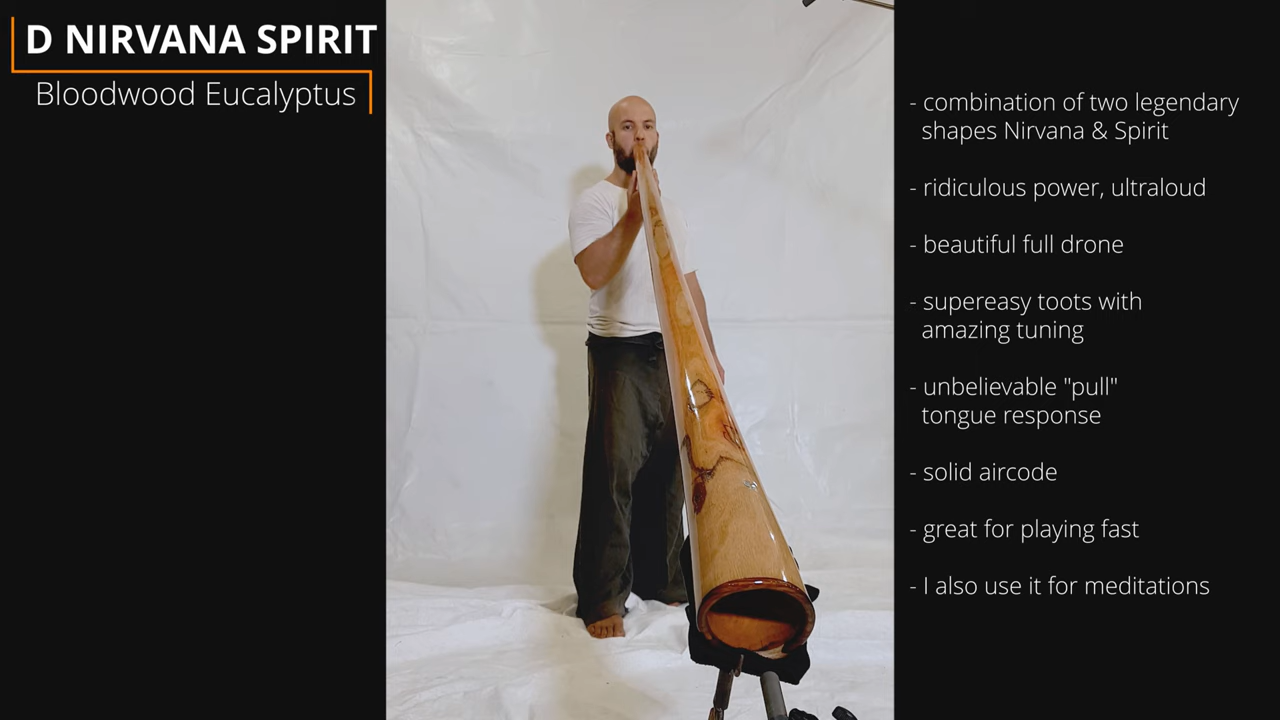 D NIRVANA SPIRIT
Bloodwood Eucalyptus
- combination of two legendary
shapes Nirvana & Spirit
- ridiculous power, ultraloud
- beautiful full drone
- supereasy toots with
amazing tuning
- unbelievable "pull"
tongue response
- solid aircode
- great for playing fast
- I also use it for meditations